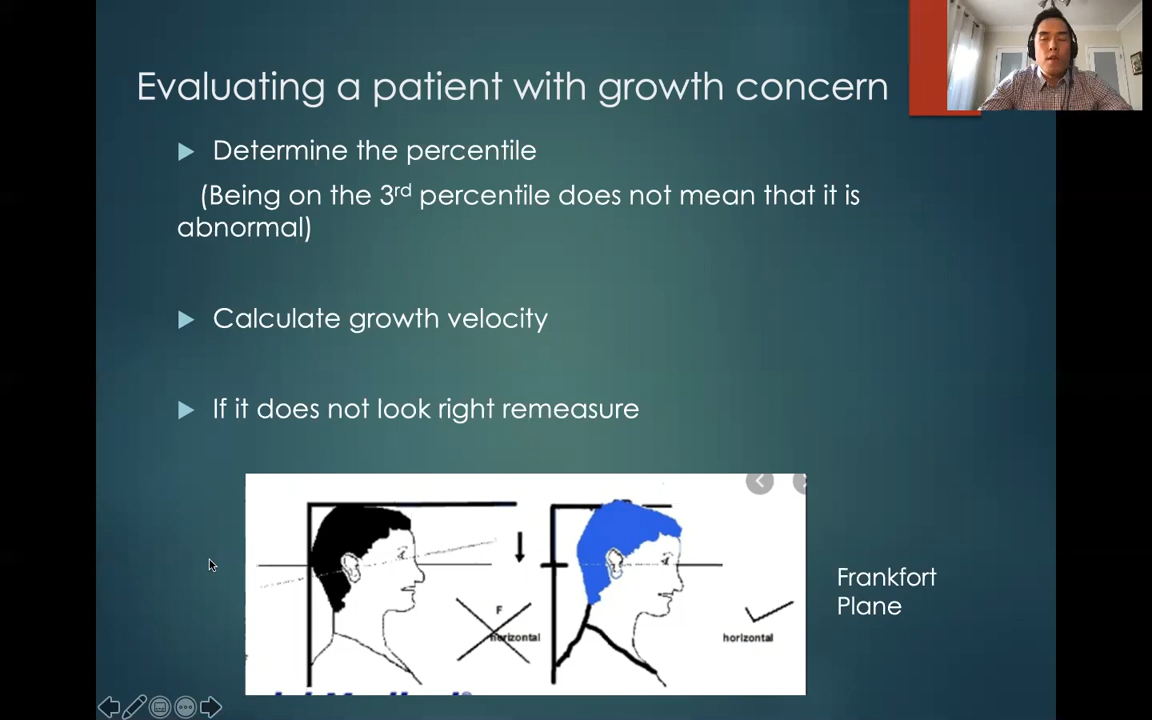 Evaluating a patient with growth concern
Determine the percentile
(Being on the 3rd percentile does not mean that it is
abnormal)
Calculate growth velocity
If it does not look right remeasure
F
horizontal
horizontal
Frankfort
Plane